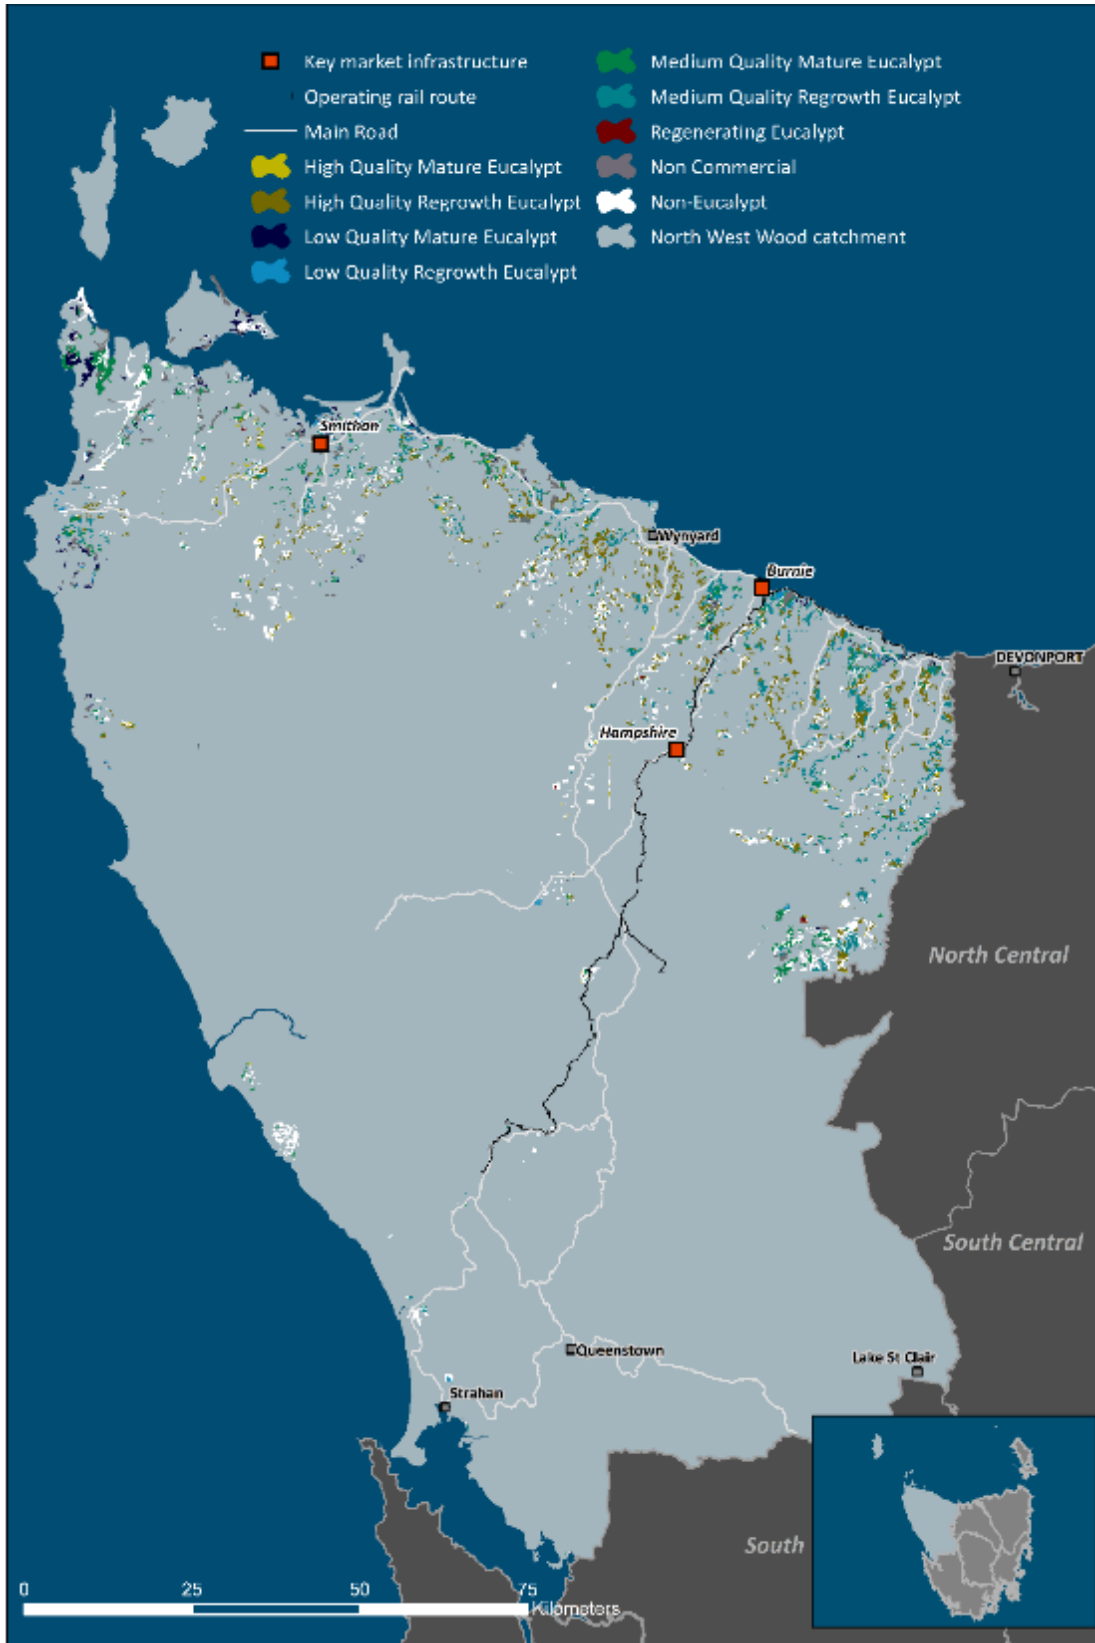 Key market infrastructure
Operating rail route
Main Road
High Quality Mature Eucalypt
High Quality Regrowth Eucalypt
Low Quality Mature Eucalypt
Low Quality Regrowth Eucalypt
Medium Quality Mature Eucalypt
Medium Quality Regrowth Eucalypt
Regenerating Eucalypt
Non Commercial
Non-Eucalypt
North West Wood catchment
Smithon
Wynyard
Burnie
DEVONPORT
Hampshire
North Central
South Central
Queenstown
Lake St Clair
Strahan
South
0 25 50 75
Kilometers